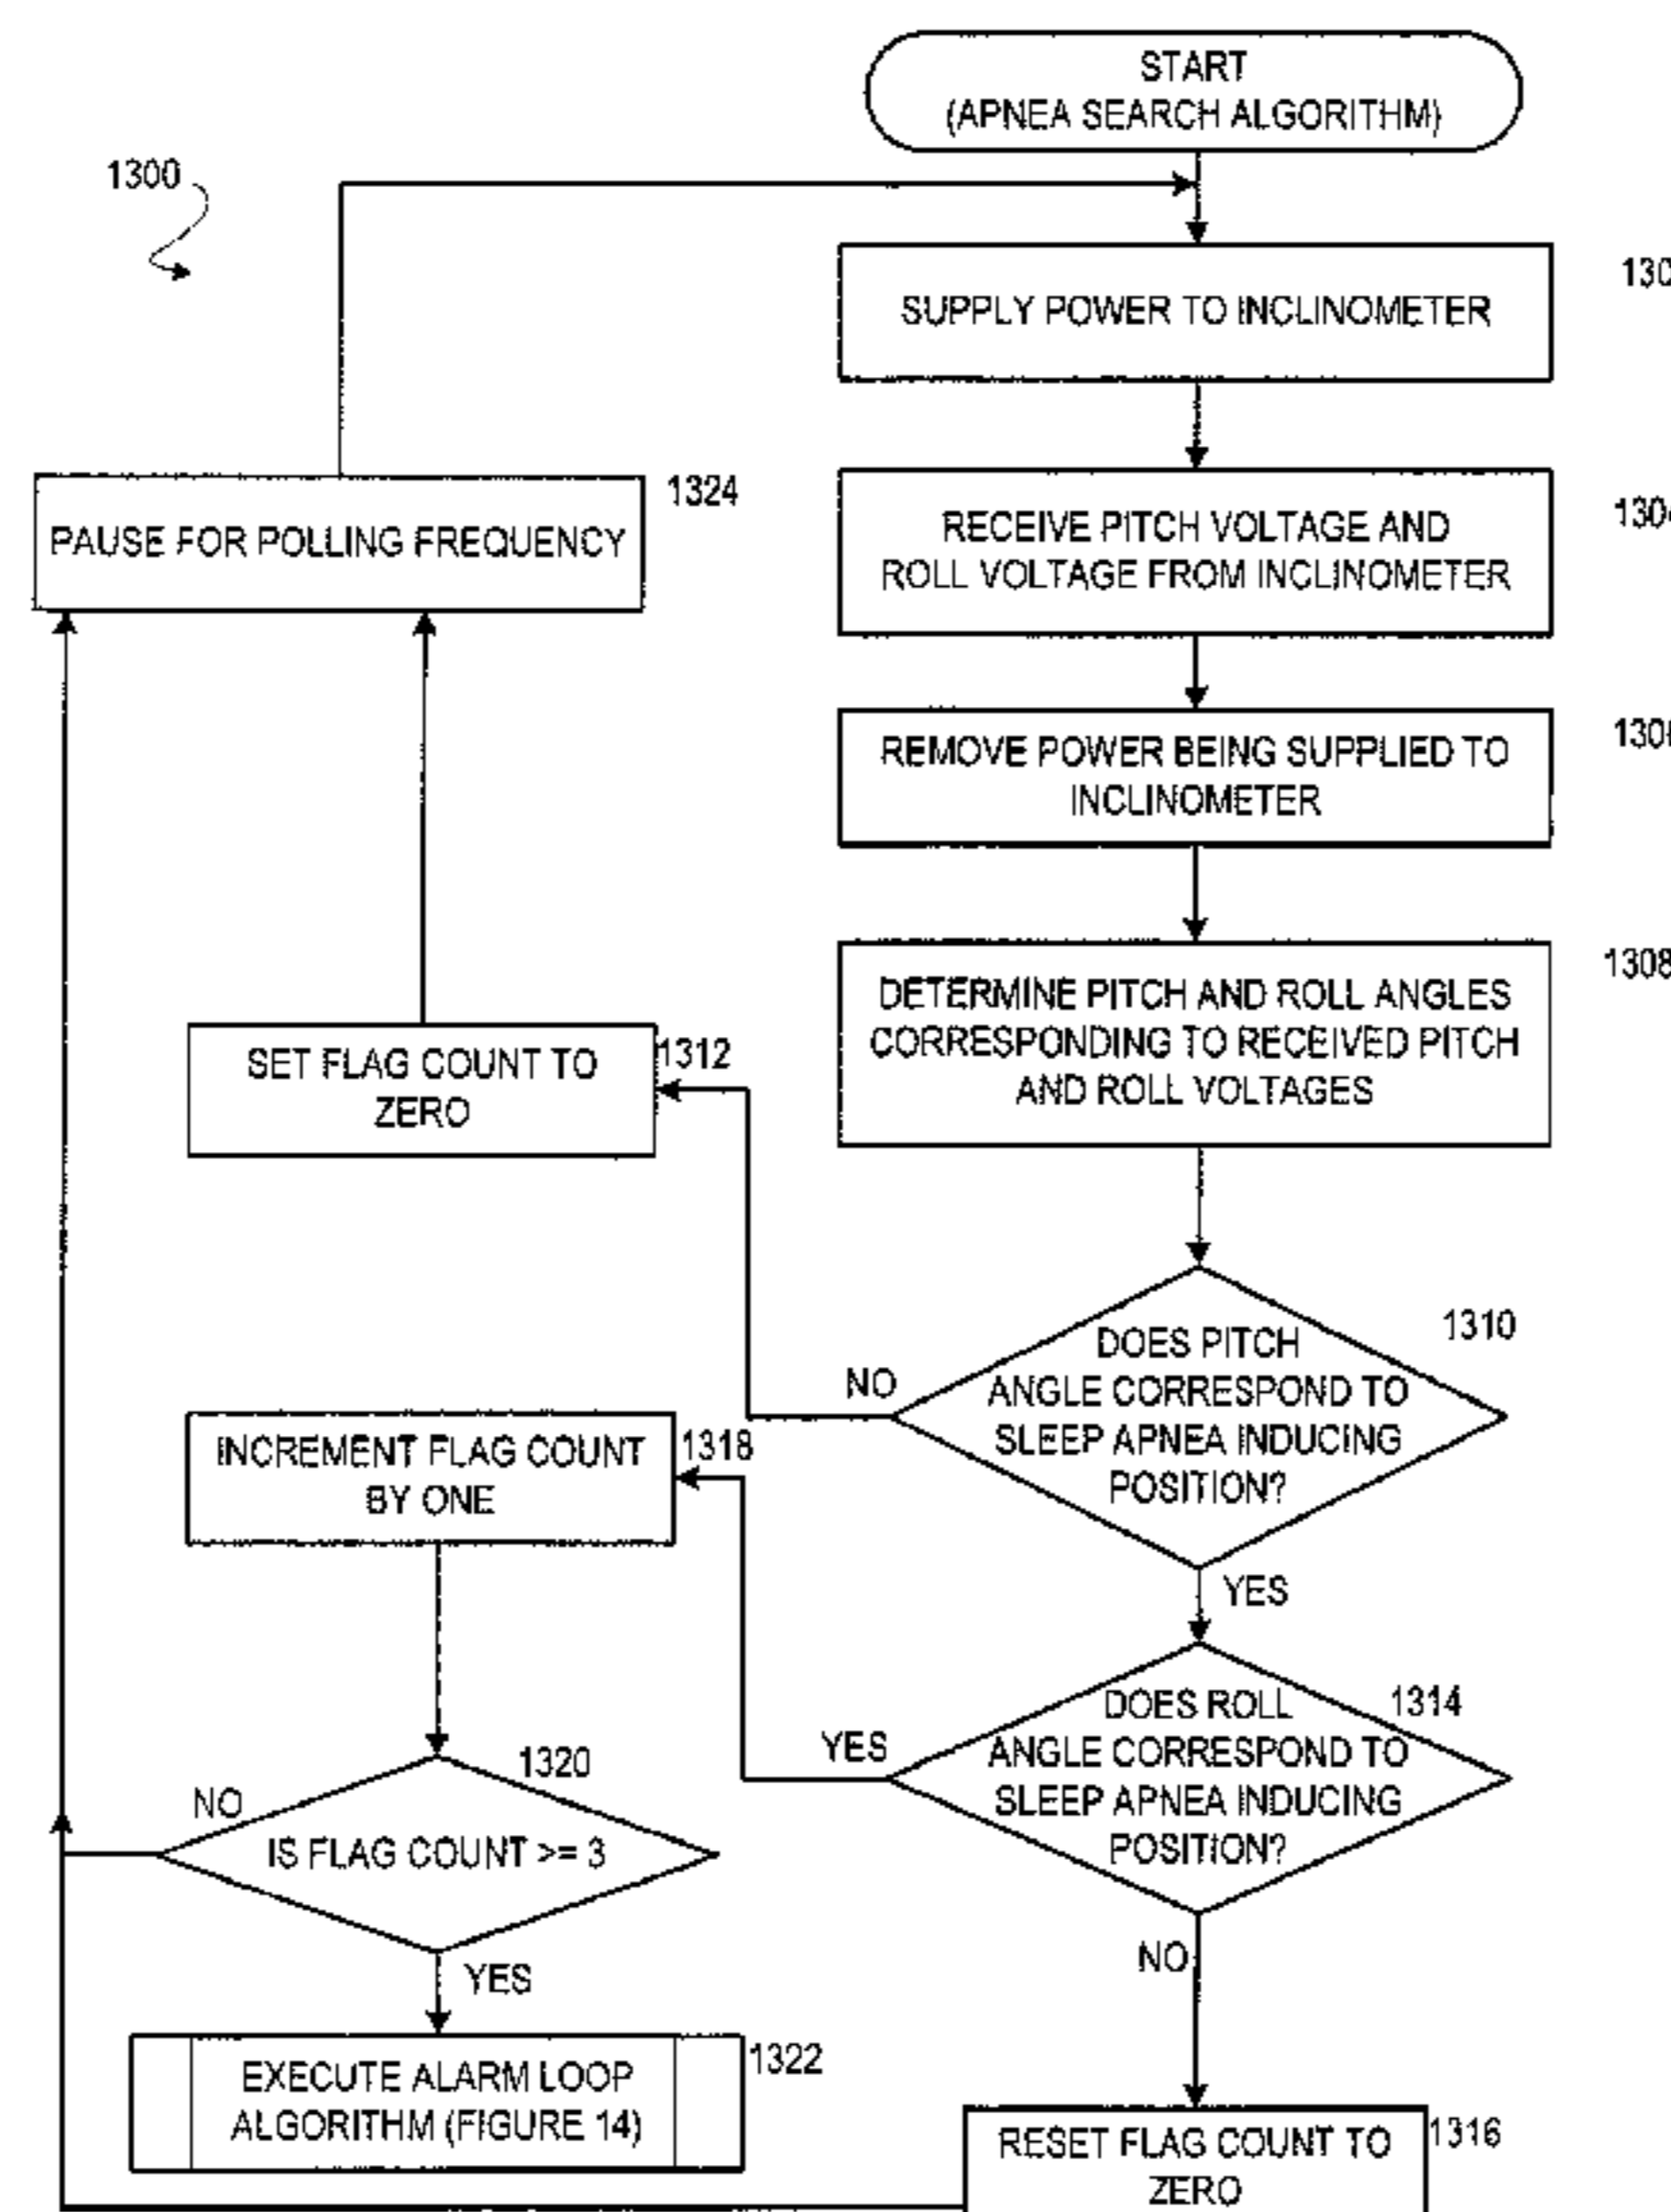 START
(APNEA SEARCH ALGORITHM)
1300
SUPPLY POWER TO INCLINOMETER
1324
PAUSE FOR POLLING FREQUENCY
RECEIVE PITCH VOLTAGE AND
ROLL VOLTAGE FROM INCLINOMETER
REMOVE POWER BEING SUPPLIED TO
INCLINOMETER
1308
DETERMINE PITCH AND ROLL ANGLES
CORRESPONDING TO RECEIVED PITCH
AND ROLL VOLTAGES
1312
SET FLAG COUNT TO
ZERO
1310
DOES PITCH
ANGLE CORRESPOND TO
SLEEP APNEA INDUCING
POSITION?
NO
YES
1318
INCREMENT FLAG COUNT
BY ONE
1314
DOES ROLL
ANGLE CORRESPOND TO
SLEEP APNEA INDUCING
POSITION?
YES
NO
1320
IS FLAG COUNT >= 3
NO
YES
1322
EXECUTE ALARM LOOP
ALGORITHM (FIGURE 14)
1316
RESET FLAG COUNT TO
ZERO